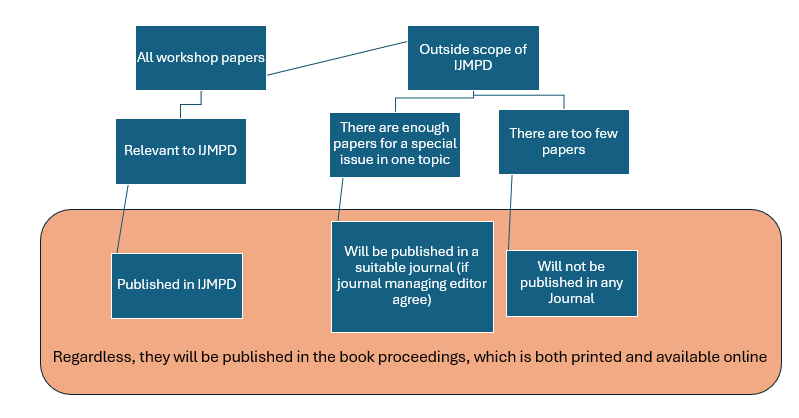 All workshop papers
Outside scope of
IJMPD
Relevant to IJMPD
There are enough
papers for a special
issue in one topic
There are too few
papers
Published in IJMPD
Will be published in a
suitable journal (if
journal managing editor
agree)
Will not be
published in any
Journal
Regardless, they will be published in the book proceedings, which is both printed and available online